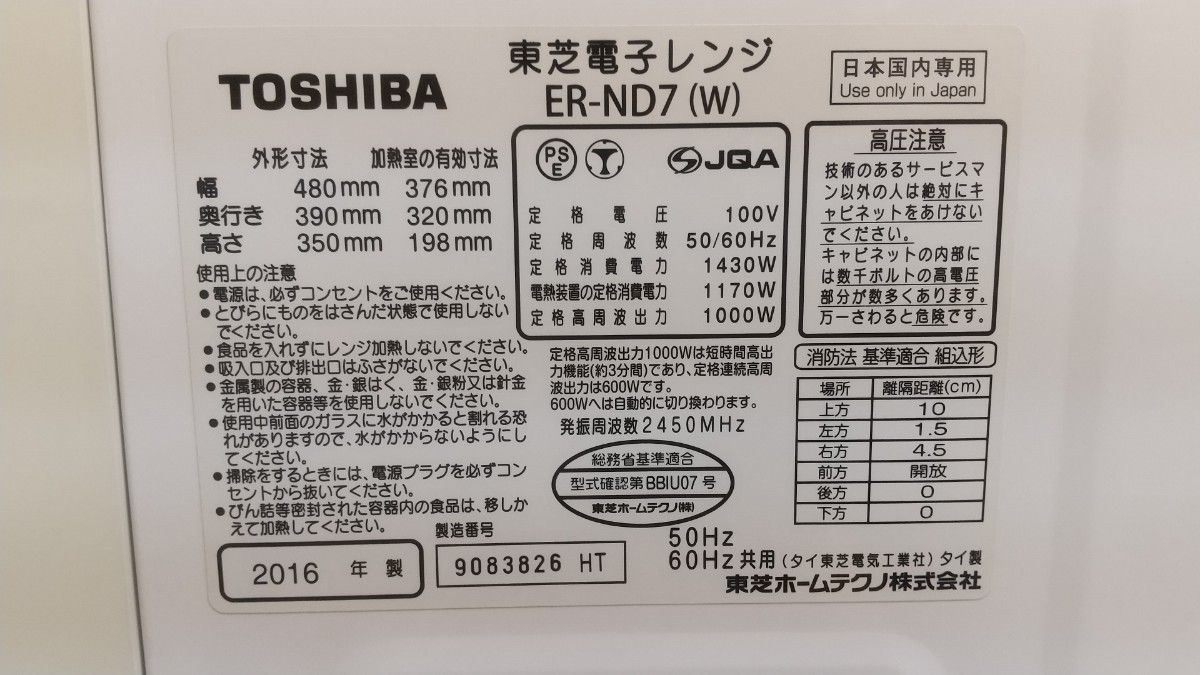 TOSHIBA
東芝電子レンジ
ER-ND7 (W)
日本国内専用
Use only in Japan
外形寸法 加熱室の有効寸法
幅 480mm 376mm
奥行き 390mm 320mm
高さ 350mm 198mm
使用上の注意
●電源は、必ずコンセントをご使用ください。
●とびらにものをはさんだ状態で使用しない
でください。
●食品を入れずにレンジ加熱しないでください。
●吸入口及び排出口はふさがないでください。
●金属製の容器、金・銀はく、金・銀粉又は針金
を用いた容器等を使用しないでください。
●使用中前面のガラスに水がかかると割れる恐
れがありますので、水がかからないようにし
てください。
●掃除をするときには、電源プラグを必ずコン
セントから抜いてください。
●びん詰等密封された容器内の食品は、移しか
えて加熱してください。
2016 年 製
製造番号
9083826 HT
PS
E
JQA
定格電圧 100V
定格周波数 50/60Hz
定格消費電力 1430W
電熱装置の定格消費電力 1170W
定格高周波出力 1000W
定格高周波出力1000Wは短時間高出
力機能(約3分間)であり、定格連続高周
波出力は600Wです。
600Wへは自動的に切り換わります。
発振周波数2450MHz
総務省基準適合
型式確認第BBIU07号
東芝ホームテクノ(株)
高圧注意
技術のあるサービスマ
ン以外の人は絶対にキ
ャビネットをあけない
でください。
キャビネットの内部に
は数千ボルトの高電圧
部分が数多くあります。
万一さわると危険です。
消防法 基準適合 組込形
場所 離隔距離(cm)
上方 10
左方 1.5
右方 4.5
前方 開放
後方 0
下方 0
50Hz
60Hz共用(タイ東芝電気工業社)タイ製
東芝ホームテクノ株式会社